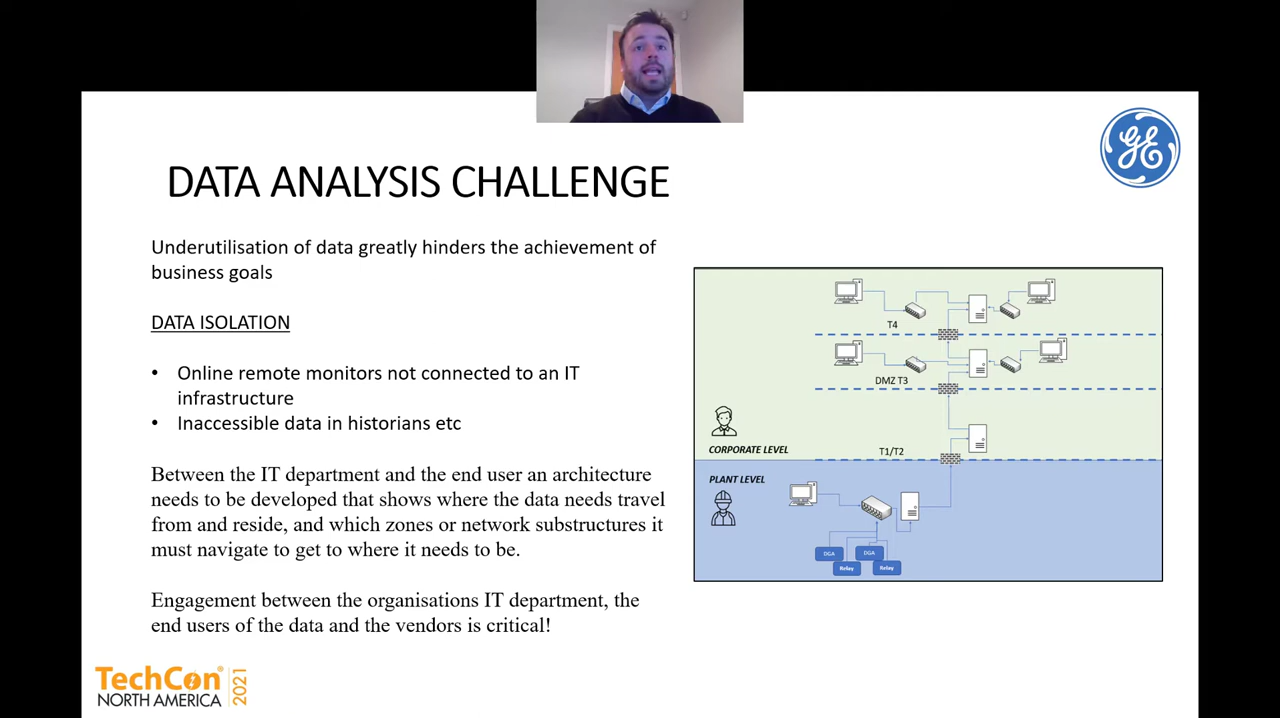 GE
DATA ANALYSIS CHALLENGE
Underutilisation of data greatly hinders the achievement of
business goals
DATA ISOLATION
• Online remote monitors not connected to an IT
infrastructure
• Inaccessible data in historians etc
Between the IT department and the end user an architecture
needs to be developed that shows where the data needs travel
from and reside, and which zones or network substructures it
must navigate to get to where it needs to be.
Engagement between the organisations IT department, the
end users of the data and the vendors is critical!
T4
DMZ T3
CORPORATE LEVEL
T1/T2
PLANT LEVEL
DGA
DGA
Relay
Relay
TechCon®
NORTH AMERICA
2021